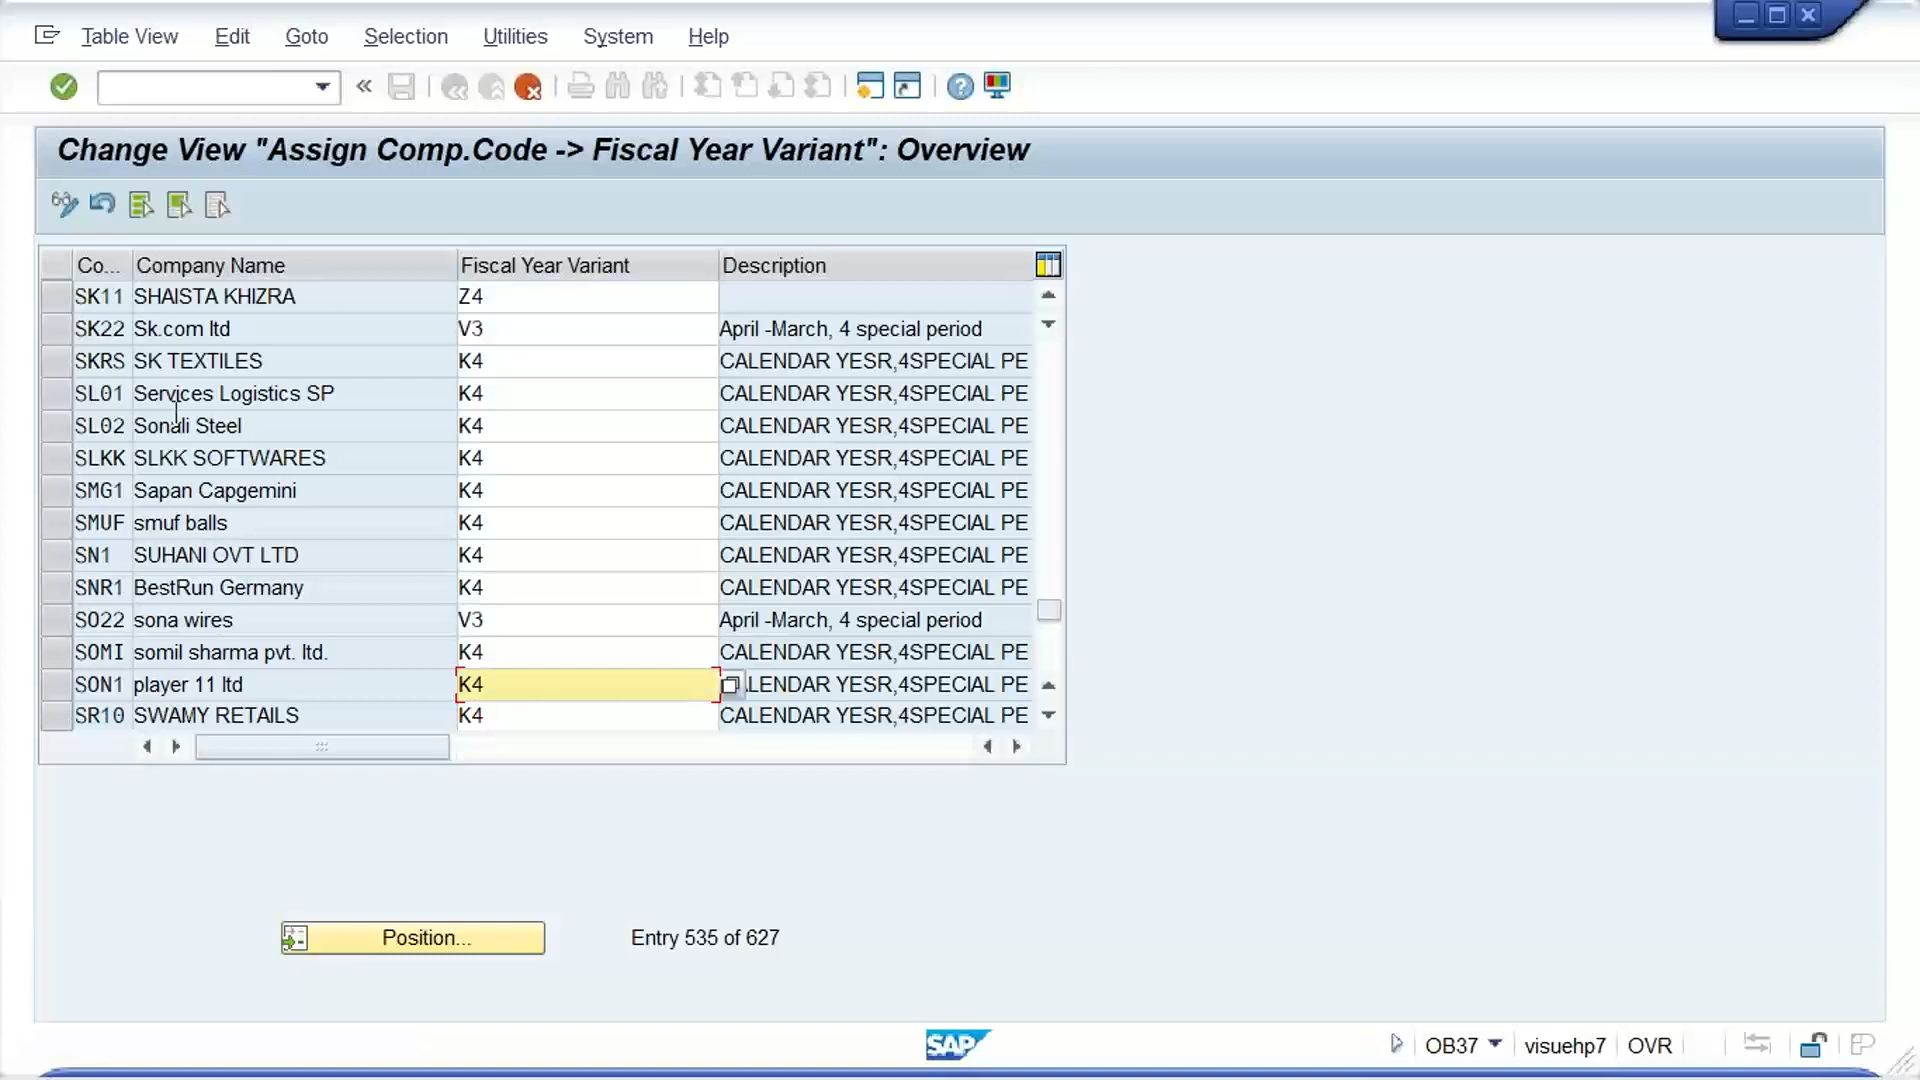 Table View Edit Goto Selection Utilities System Help
Change View "Assign Comp.Code -> Fiscal Year Variant": Overview
Co... Company Name Fiscal Year Variant Description
SK11 SHAISTA KHIZRA Z4
SK22 Sk.com ltd V3 April -March, 4 special period
SKRS SK TEXTILES K4 CALENDAR YESR,4SPECIAL PE
SL01 Services Logistics SP K4 CALENDAR YESR,4SPECIAL PE
SL02 Sonali Steel K4 CALENDAR YESR,4SPECIAL PE
SLKK SLKK SOFTWARES K4 CALENDAR YESR,4SPECIAL PE
SMG1 Sapan Capgemini K4 CALENDAR YESR,4SPECIAL PE
SMUF smuf balls K4 CALENDAR YESR,4SPECIAL PE
SN1 SUHANI OVT LTD K4 CALENDAR YESR,4SPECIAL PE
SNR1 BestRun Germany K4 CALENDAR YESR,4SPECIAL PE
SO22 sona wires V3 April -March, 4 special period
SOMI somil sharma pvt. ltd. K4 CALENDAR YESR,4SPECIAL PE
SON1 player 11 ltd K4 LENDAR YESR,4SPECIAL PE
SR10 SWAMY RETAILS K4 CALENDAR YESR,4SPECIAL PE
Position... Entry 535 of 627
SAP OB37 visuehp7 OVR